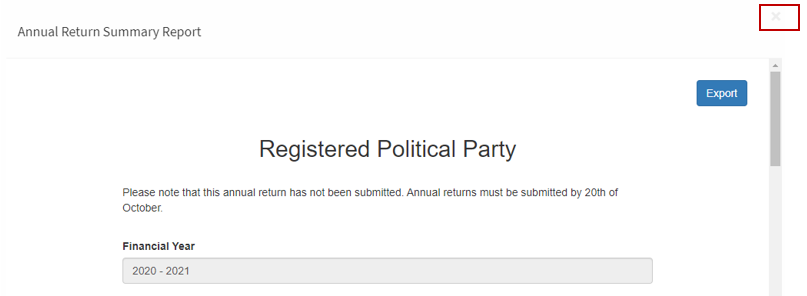 Annual Return Summary Report
Export
Registered Political Party
Please note that this annual return has not been submitted. Annual returns must be submitted by 20th of
October.
Financial Year
2020 - 2021